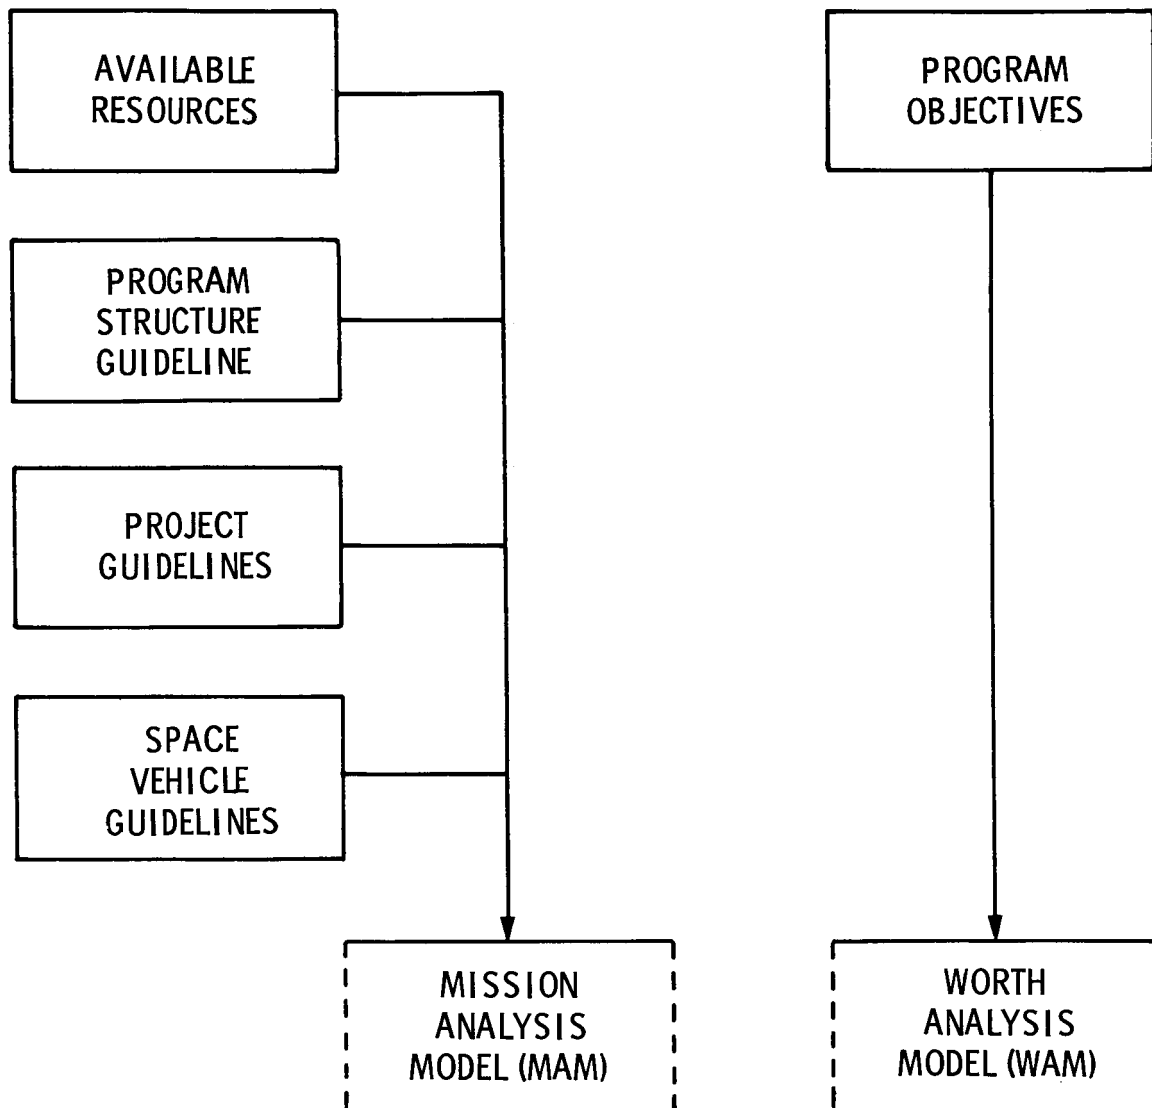 AVAILABLE
RESOURCES
PROGRAM
OBJECTIVES
PROGRAM
STRUCTURE
GUIDELINE
PROJECT
GUIDELINES
SPACE
VEHICLE
GUIDELINES
MISSION
ANALYSIS
MODEL (MAM)
WORTH
ANALYSIS
MODEL (WAM)